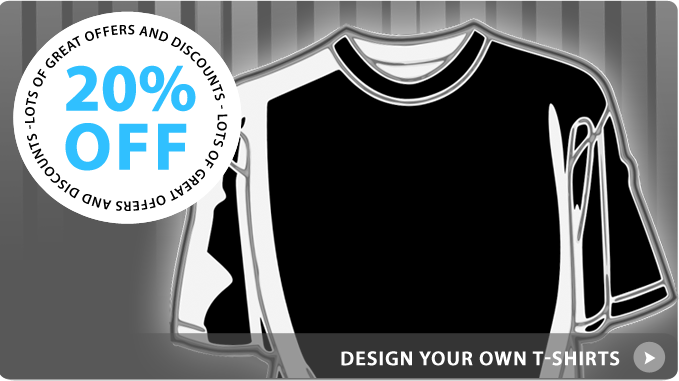 LOTS OF GREAT OFFERS AND DISCOUNTS - LOTS OF GREAT OFFERS AND DISCOUNTS -
20%
OFF
DESIGN YOUR OWN T-SHIRTS